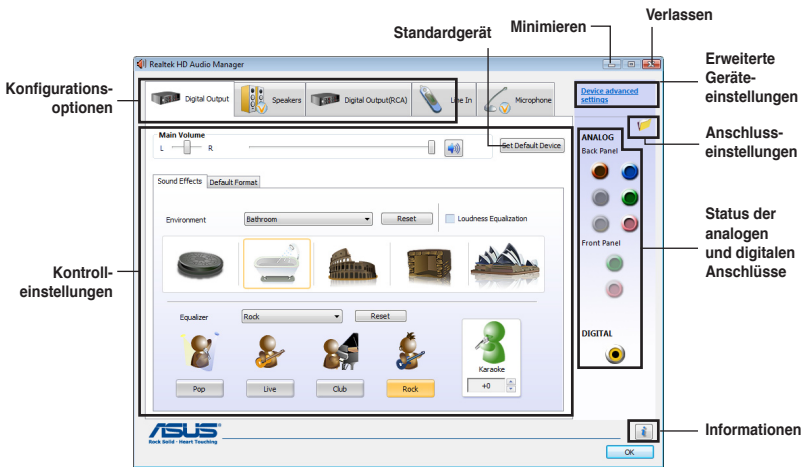 Verlassen
Minimieren
Standardgerät
Realtek HD Audio Manager
Konfigurations-
optionen
Digital Output
Speakers
Digital Output(RCA)
Line In
Microphone
Device advanced
settings
Erweiterte
Geräte-
einstellungen
Main Volume
L
R
Set Default Device
ANALOG
Back Panel
Anschluss-
einstellungen
Sound Effects
Default Format
Environment
Bathroom
Reset
Loudness Equalization
Front Panel
Status der
analogen
und digitalen
Anschlüsse
Kontroll-
einstellungen
Equalizer
Rock
Reset
DIGITAL
Karaoke
Pop
Live
Club
Rock
+0
ASUS
Rock Solid · Heart Touching
Informationen
OK